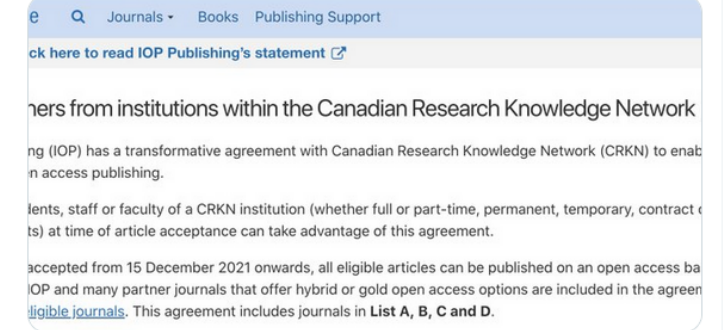 e Journals Books Publishing Support
ck here to read IOP Publishing's statement
hers from institutions within the Canadian Research Knowledge Network
ng (IOP) has a transformative agreement with Canadian Research Knowledge Network (CRKN) to enab
n access publishing.
dents, staff or faculty of a CRKN institution (whether full or part-time, permanent, temporary, contract
ts) at time of article acceptance can take advantage of this agreement.
accepted from 15 December 2021 onwards, all eligible articles can be published on an open access ba
IOP and many partner journals that offer hybrid or gold open access options are included in the agreen
ligible journals. This agreement includes journals in List A, B, C and D.